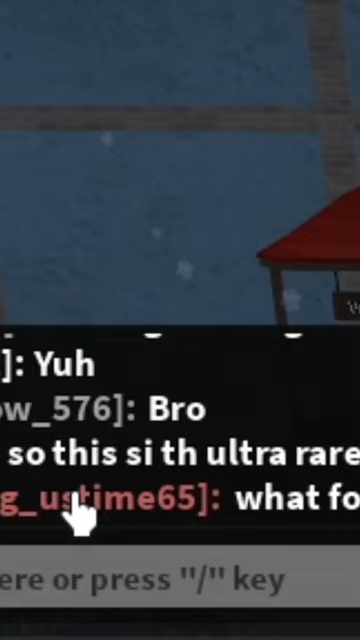 ]: Yuh
ow_576]: Bro
so this si th ultra rare
g_ustime65]: what fo
ere or press "/" key